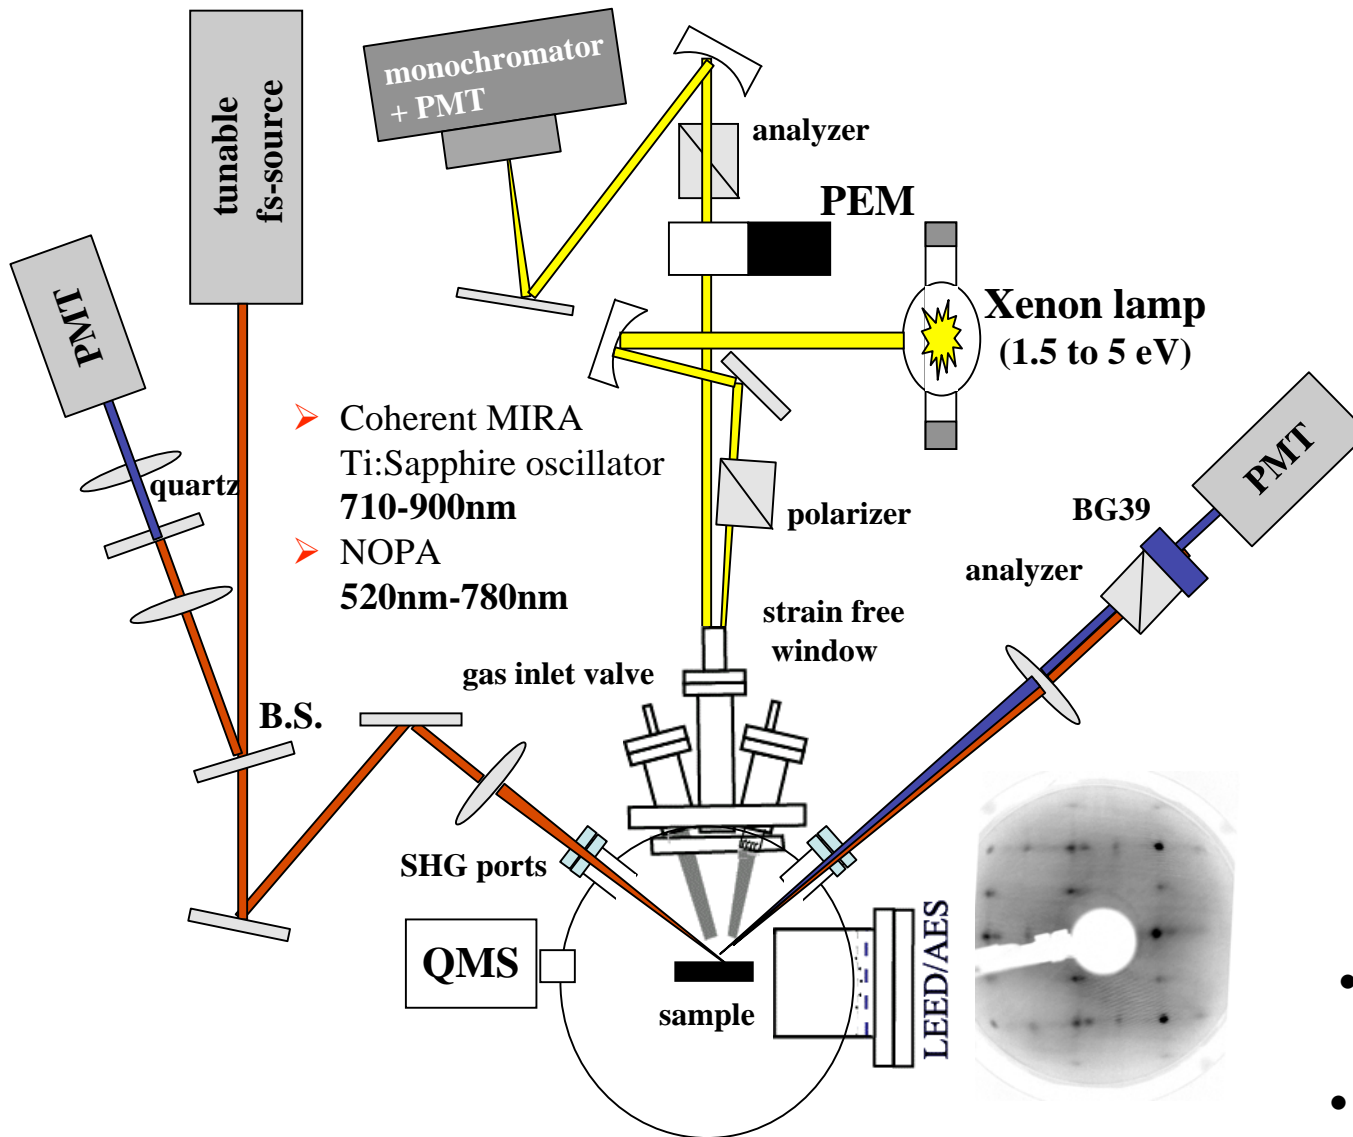 tunable
fs-source
monochromator
+ PMT
analyzer
PEM
Xenon lamp
(1.5 to 5 eV)
PMT
➢ Coherent MIRA
Ti:Sapphire oscillator
710-900nm
➢ NOPA
520nm-780nm
quartz
polarizer
PMT
BG39
analyzer
strain free
window
gas inlet valve
B.S.
SHG ports
QMS
sample
LEED/AES
•
•